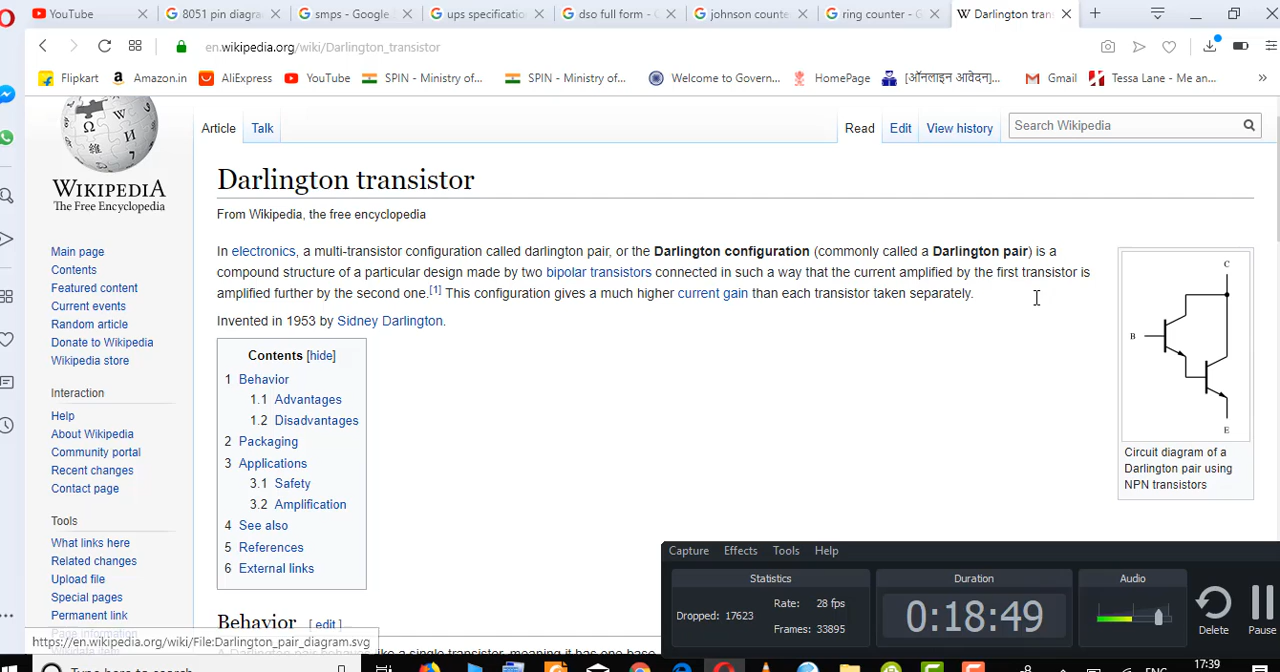 YouTube
8051 pin diagra
smps - Google
ups specificatio
dso full form -
johnson counte
ring counter - G
W Darlington tran
en.wikipedia.org/wiki/Darlington_transistor
Flipkart
Amazon.in
AliExpress
YouTube
SPIN - Ministry of...
SPIN - Ministry of...
Welcome to Govern...
HomePage
[ऑनलाइन आवेदन]...
Gmail
Tessa Lane - Me an...
WIKIPEDIA
The Free Encyclopedia
Article
Talk
Read
Edit
View history
Search Wikipedia
Darlington transistor
From Wikipedia, the free encyclopedia
In electronics, a multi-transistor configuration called darlington pair, or the Darlington configuration (commonly called a Darlington pair) is a
compound structure of a particular design made by two bipolar transistors connected in such a way that the current amplified by the first transistor is
amplified further by the second one.[1] This configuration gives a much higher current gain than each transistor taken separately.
Invented in 1953 by Sidney Darlington.
Contents [hide]
1 Behavior
1.1 Advantages
1.2 Disadvantages
2 Packaging
3 Applications
3.1 Safety
3.2 Amplification
4 See also
5 References
6 External links
Behavior [ edit ]
C
B
E
Circuit diagram of a
Darlington pair using
NPN transistors
Main page
Contents
Featured content
Current events
Random article
Donate to Wikipedia
Wikipedia store
Interaction
Help
About Wikipedia
Community portal
Recent changes
Contact page
Tools
What links here
Related changes
Upload file
Special pages
Permanent link
https://en.wikipedia.org/wiki/File:Darlington_pair_diagram.svg
Capture
Effects
Tools
Help
Statistics
Duration
Audio
Dropped: 17623
Rate: 28 fps
Frames: 33895
0:18:49
Delete
Pause
Type here to search
ENG
17:39